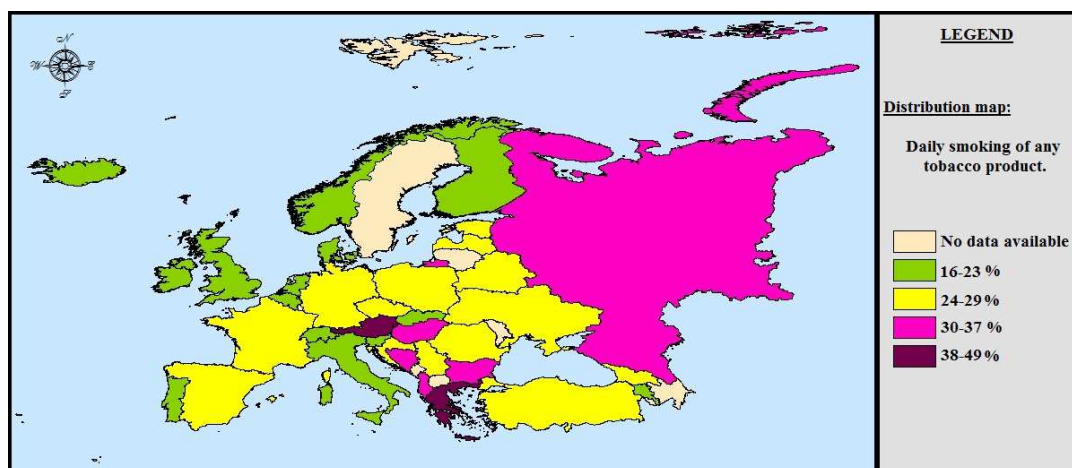 N
W E
S
LEGEND
Distribution map:
Daily smoking of any
tobacco product.
No data available
16-23 %
24-29%
30-37 %
38-49 %